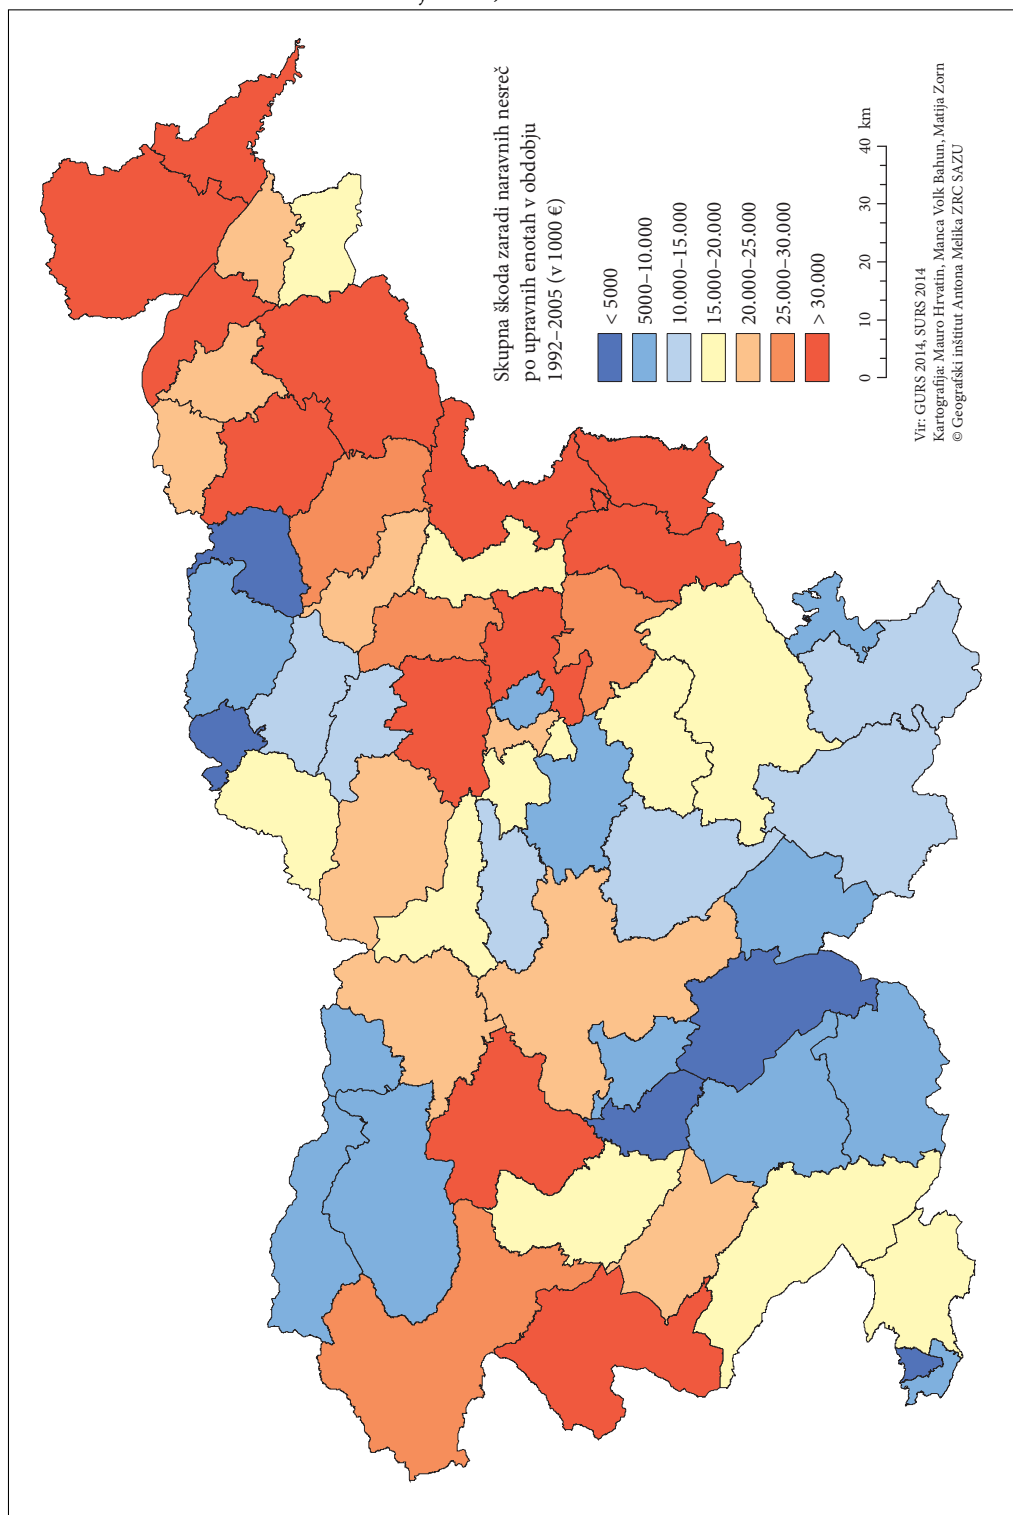 Skupna škoda zaradi naravnih nesreč
po upravnih enotah v obdobju
1992–2005 (v 1000 €)
< 5000
5000–10.000
10.000–15.000
15.000–20.000
20.000–25.000
25.000–30.000
> 30.000
0 10 20 30 40 km
Vir: GURS 2014, SURS 2014
Kartografija: Mauro Hrvatin, Manca Volk Bahun, Matija Zorn
© Geografski inštitut Antona Melika ZRC SAZU